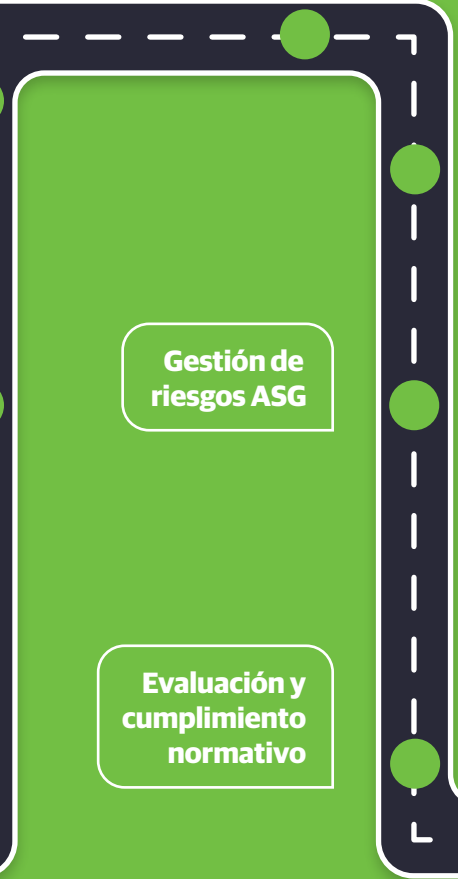 Gestión de
riesgos ASG
Evaluación y
cumplimiento
normativo